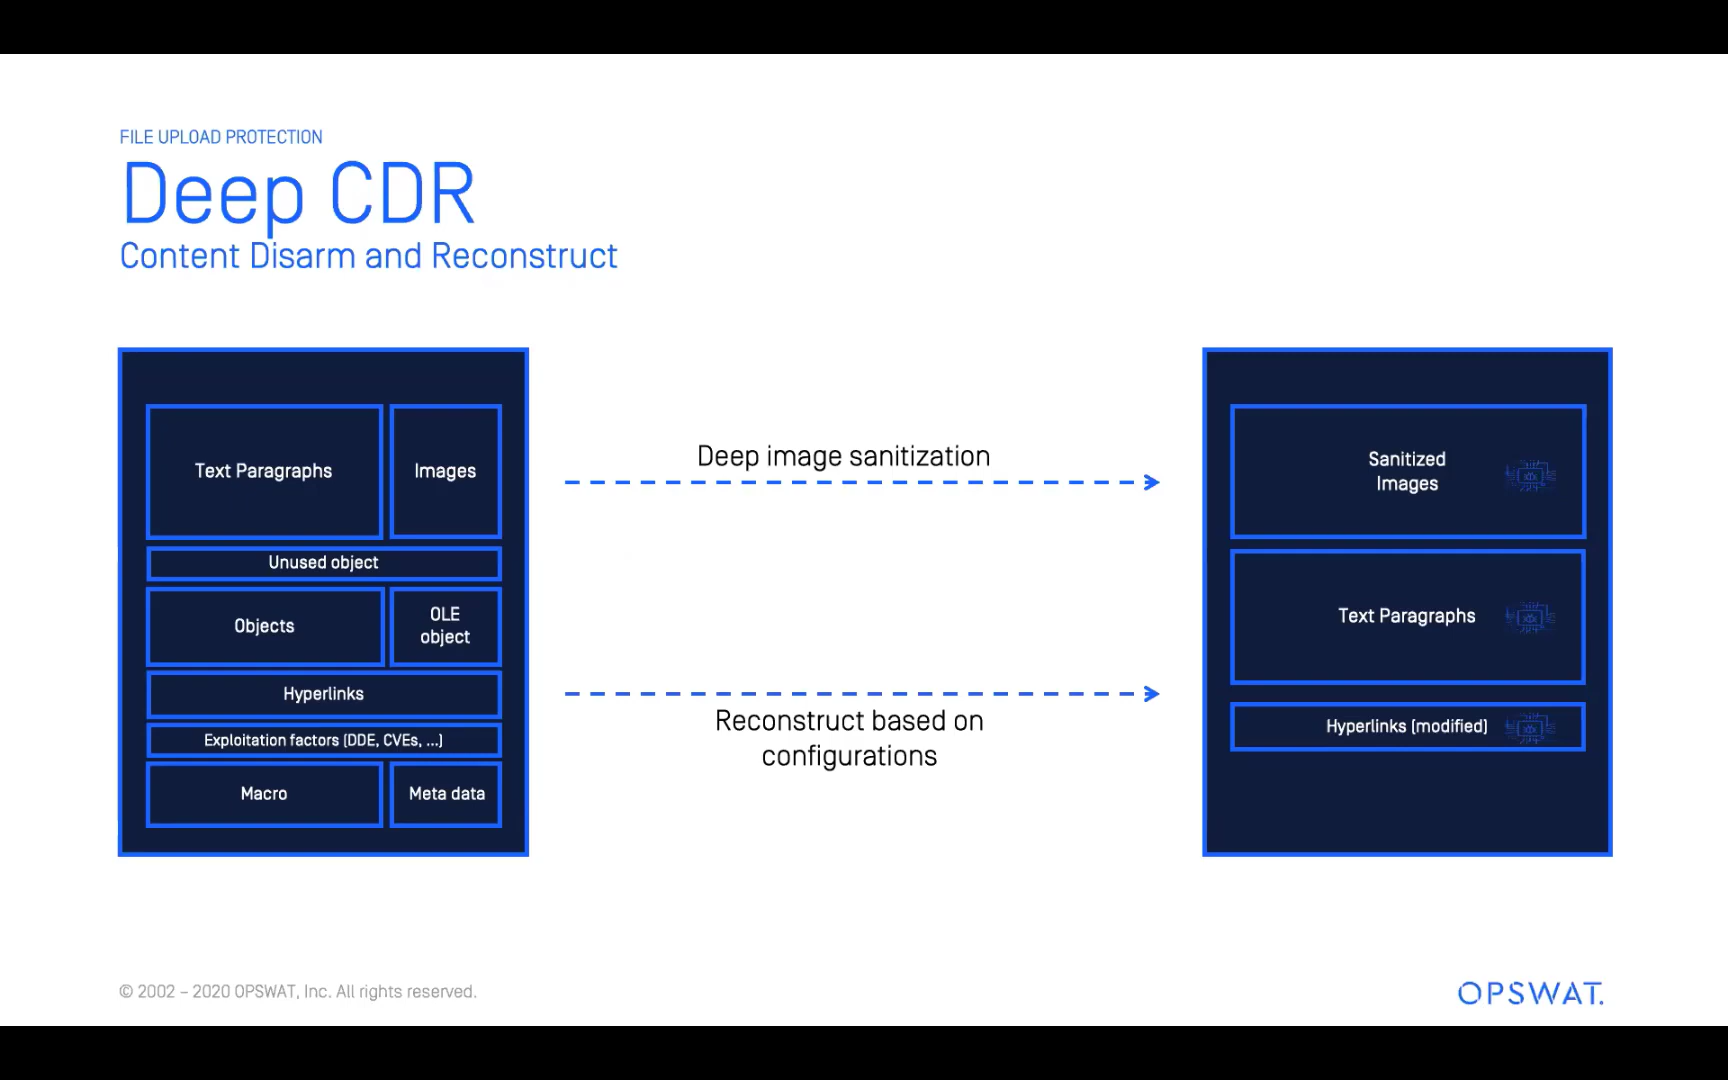 FILE UPLOAD PROTECTION
Deep CDR
Content Disarm and Reconstruct
Text Paragraphs
Images
Unused object
Objects
OLE
object
Hyperlinks
Exploitation factors (DDE, CVEs, ...)
Macro
Meta data
Deep image sanitization
Reconstruct based on
configurations
Sanitized
Images
Text Paragraphs
Hyperlinks (modified)
© 2002 – 2020 OPSWAT, Inc. All rights reserved.
OPSWAT.